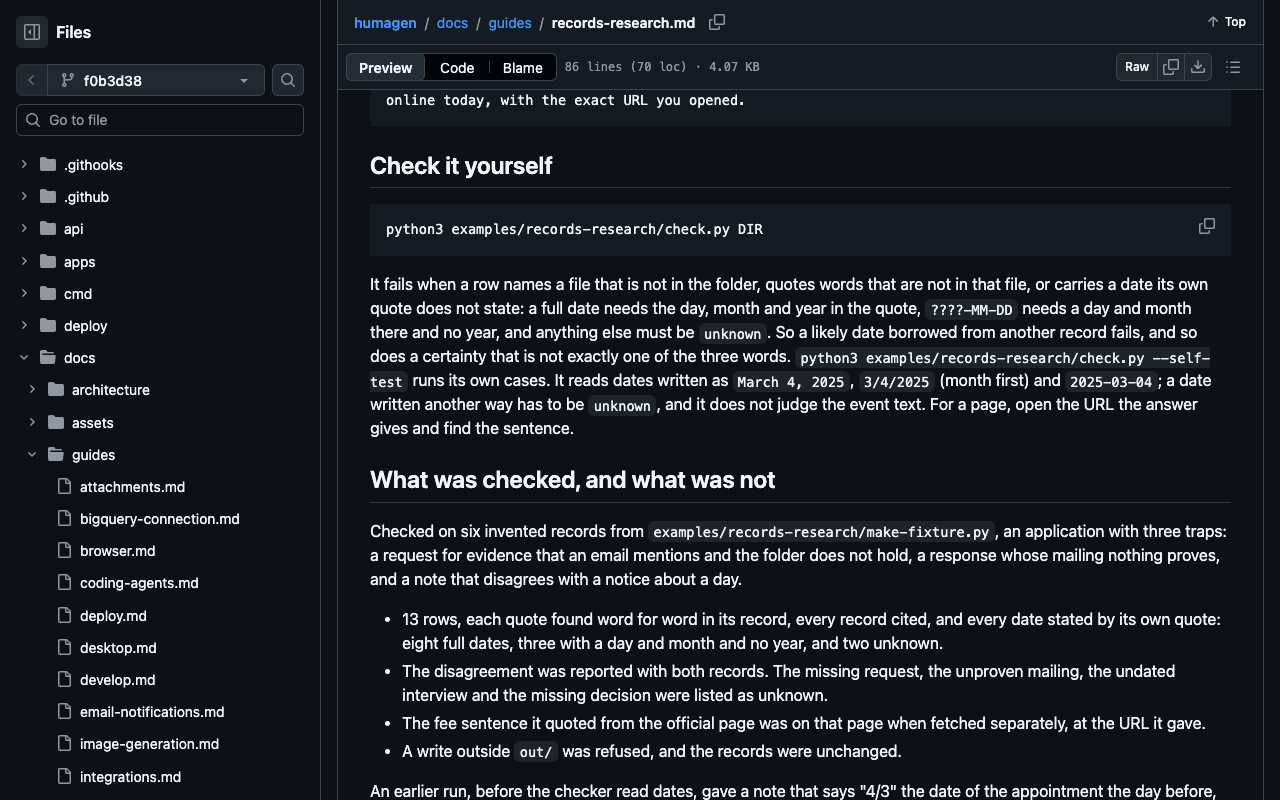 Files
f0b3d38
Go to file
.githooks
.github
api
apps
cmd
deploy
docs
architecture
assets
guides
attachments.md
bigquery-connection.md
browser.md
coding-agents.md
deploy.md
desktop.md
develop.md
email-notifications.md
image-generation.md
integrations.md
humagen / docs / guides / records-research.md
Top
Preview
Code
Blame
86 lines (70 loc) · 4.07 KB
Raw
online today, with the exact URL you opened.
Check it yourself
python3 examples/records-research/check.py DIR
It fails when a row names a file that is not in the folder, quotes words that are not in that file, or carries a date its own
quote does not state: a full date needs the day, month and year in the quote, ????-MM-DD needs a day and month
there and no year, and anything else must be unknown. So a likely date borrowed from another record fails, and so
does a certainty that is not exactly one of the three words. python3 examples/records-research/check.py --self-
test runs its own cases. It reads dates written as March 4, 2025, 3/4/2025 (month first) and 2025-03-04; a date
written another way has to be unknown, and it does not judge the event text. For a page, open the URL the answer
gives and find the sentence.
What was checked, and what was not
Checked on six invented records from examples/records-research/make-fixture.py, an application with three traps:
a request for evidence that an email mentions and the folder does not hold, a response whose mailing nothing proves,
and a note that disagrees with a notice about a day.
• 13 rows, each quote found word for word in its record, every record cited, and every date stated by its own quote:
eight full dates, three with a day and month and no year, and two unknown.
• The disagreement was reported with both records. The missing request, the unproven mailing, the undated
interview and the missing decision were listed as unknown.
• The fee sentence it quoted from the official page was on that page when fetched separately, at the URL it gave.
• A write outside out/ was refused, and the records were unchanged.
An earlier run, before the checker read dates, gave a note that says "4/3" the date of the appointment the day before,